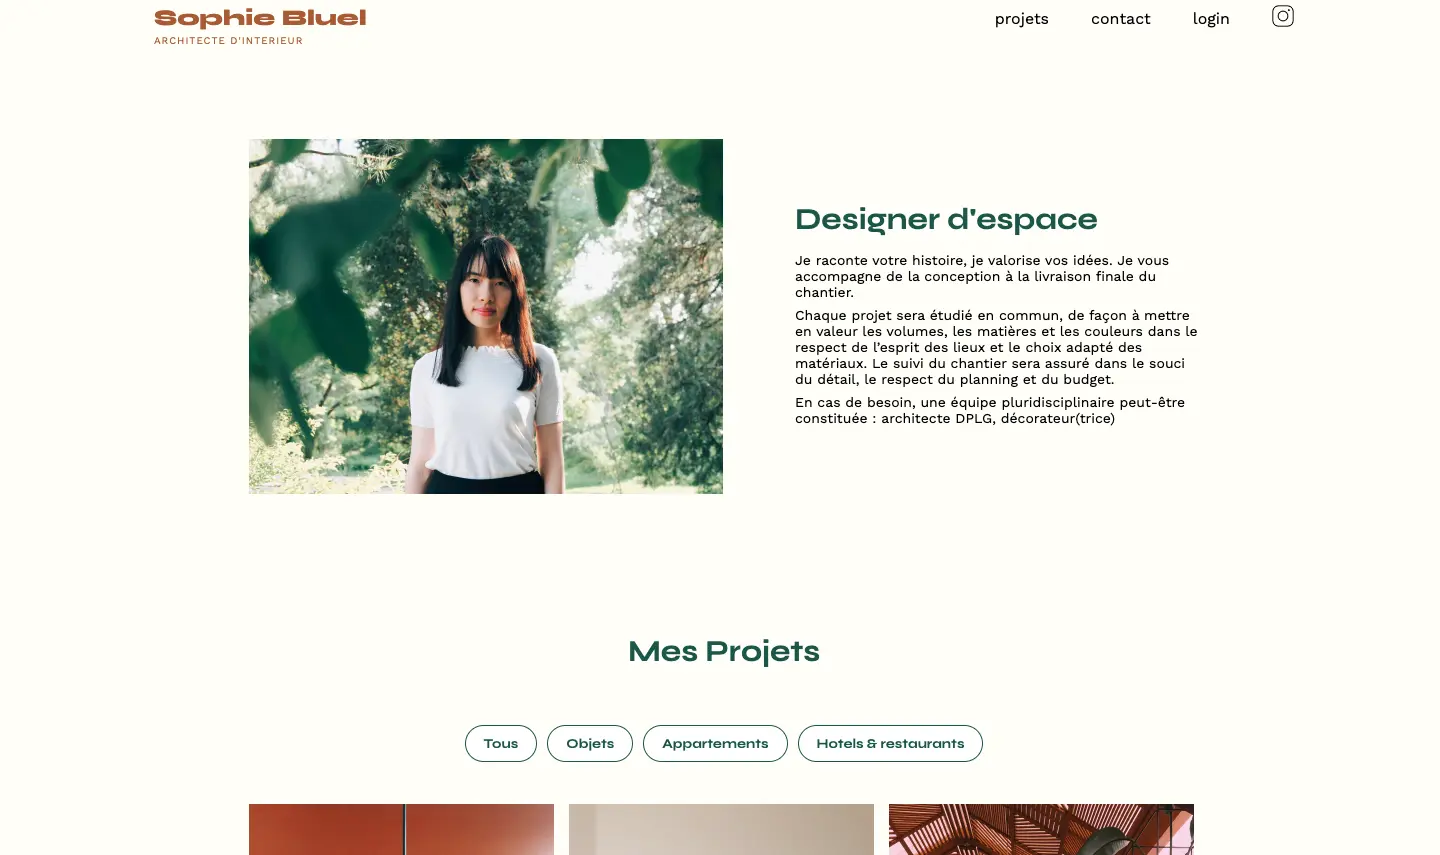 Sophie Bluel
ARCHITECTE D'INTERIEUR
projets
contact
login
Designer d'espace
Je raconte votre histoire, je valorise vos idées. Je vous
accompagne de la conception à la livraison finale du
chantier.
Chaque projet sera étudié en commun, de façon à mettre
en valeur les volumes, les matières et les couleurs dans le
respect de l’esprit des lieux et le choix adapté des
matériaux. Le suivi du chantier sera assuré dans le souci
du détail, le respect du planning et du budget.
En cas de besoin, une équipe pluridisciplinaire peut-être
constituée : architecte DPLG, décorateur(trice)
Mes Projets
Tous
Objets
Appartements
Hotels & restaurants